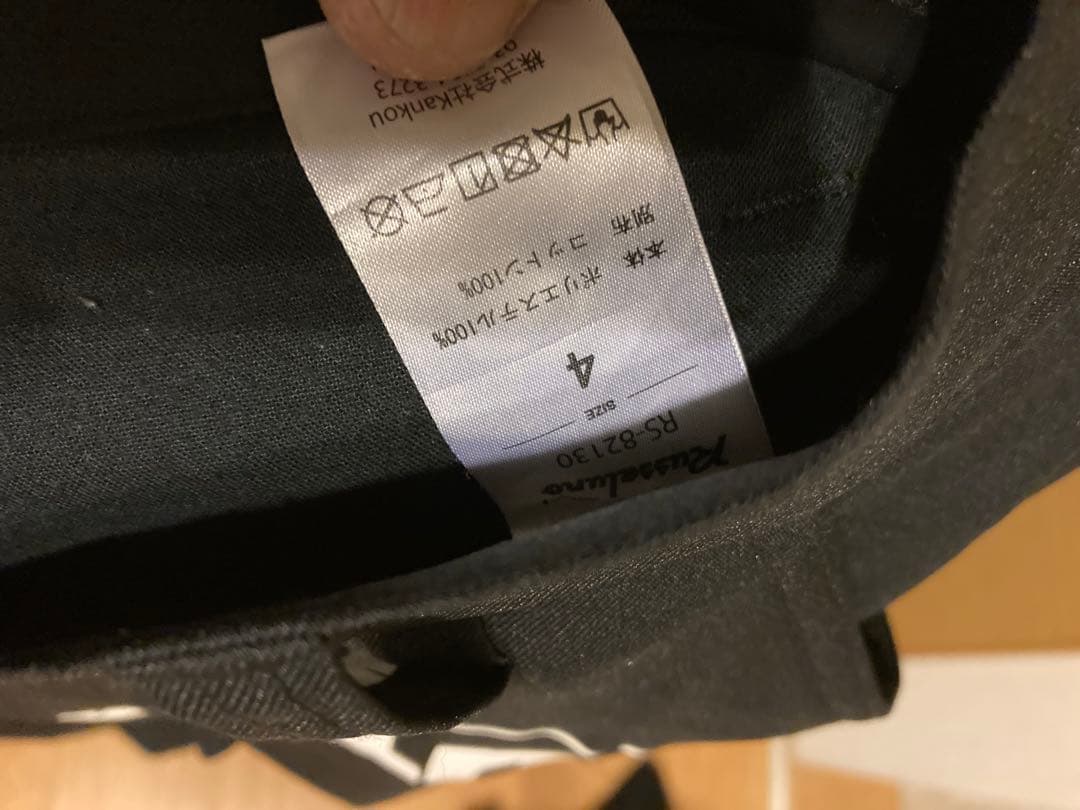 Russeluno
RS-82130
SIZE
4
本体 ポリエステル100%
別布 コットン100%
株式会社Kankou
3273